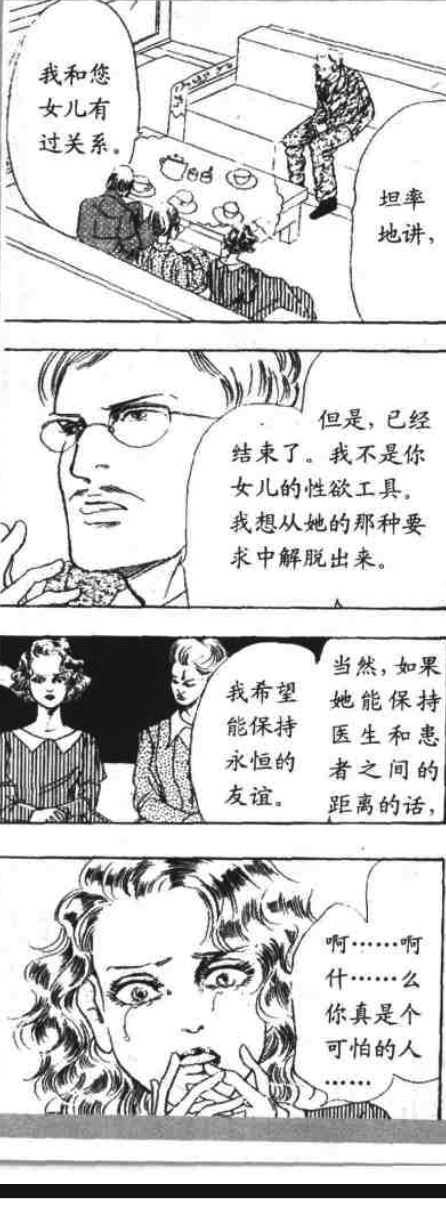 坦率
地讲，
我和您
女儿有
过关系。
但是，已经
结束了。我不是你
女儿的性欲工具。
我想从她的那种要
求中解脱出来。
当然，如果
她能保持
医生和患
者之间的
距离的话，
我希望
能保持
永恒的
友谊。
啊……啊
什……么
你真是个
可怕的人
……